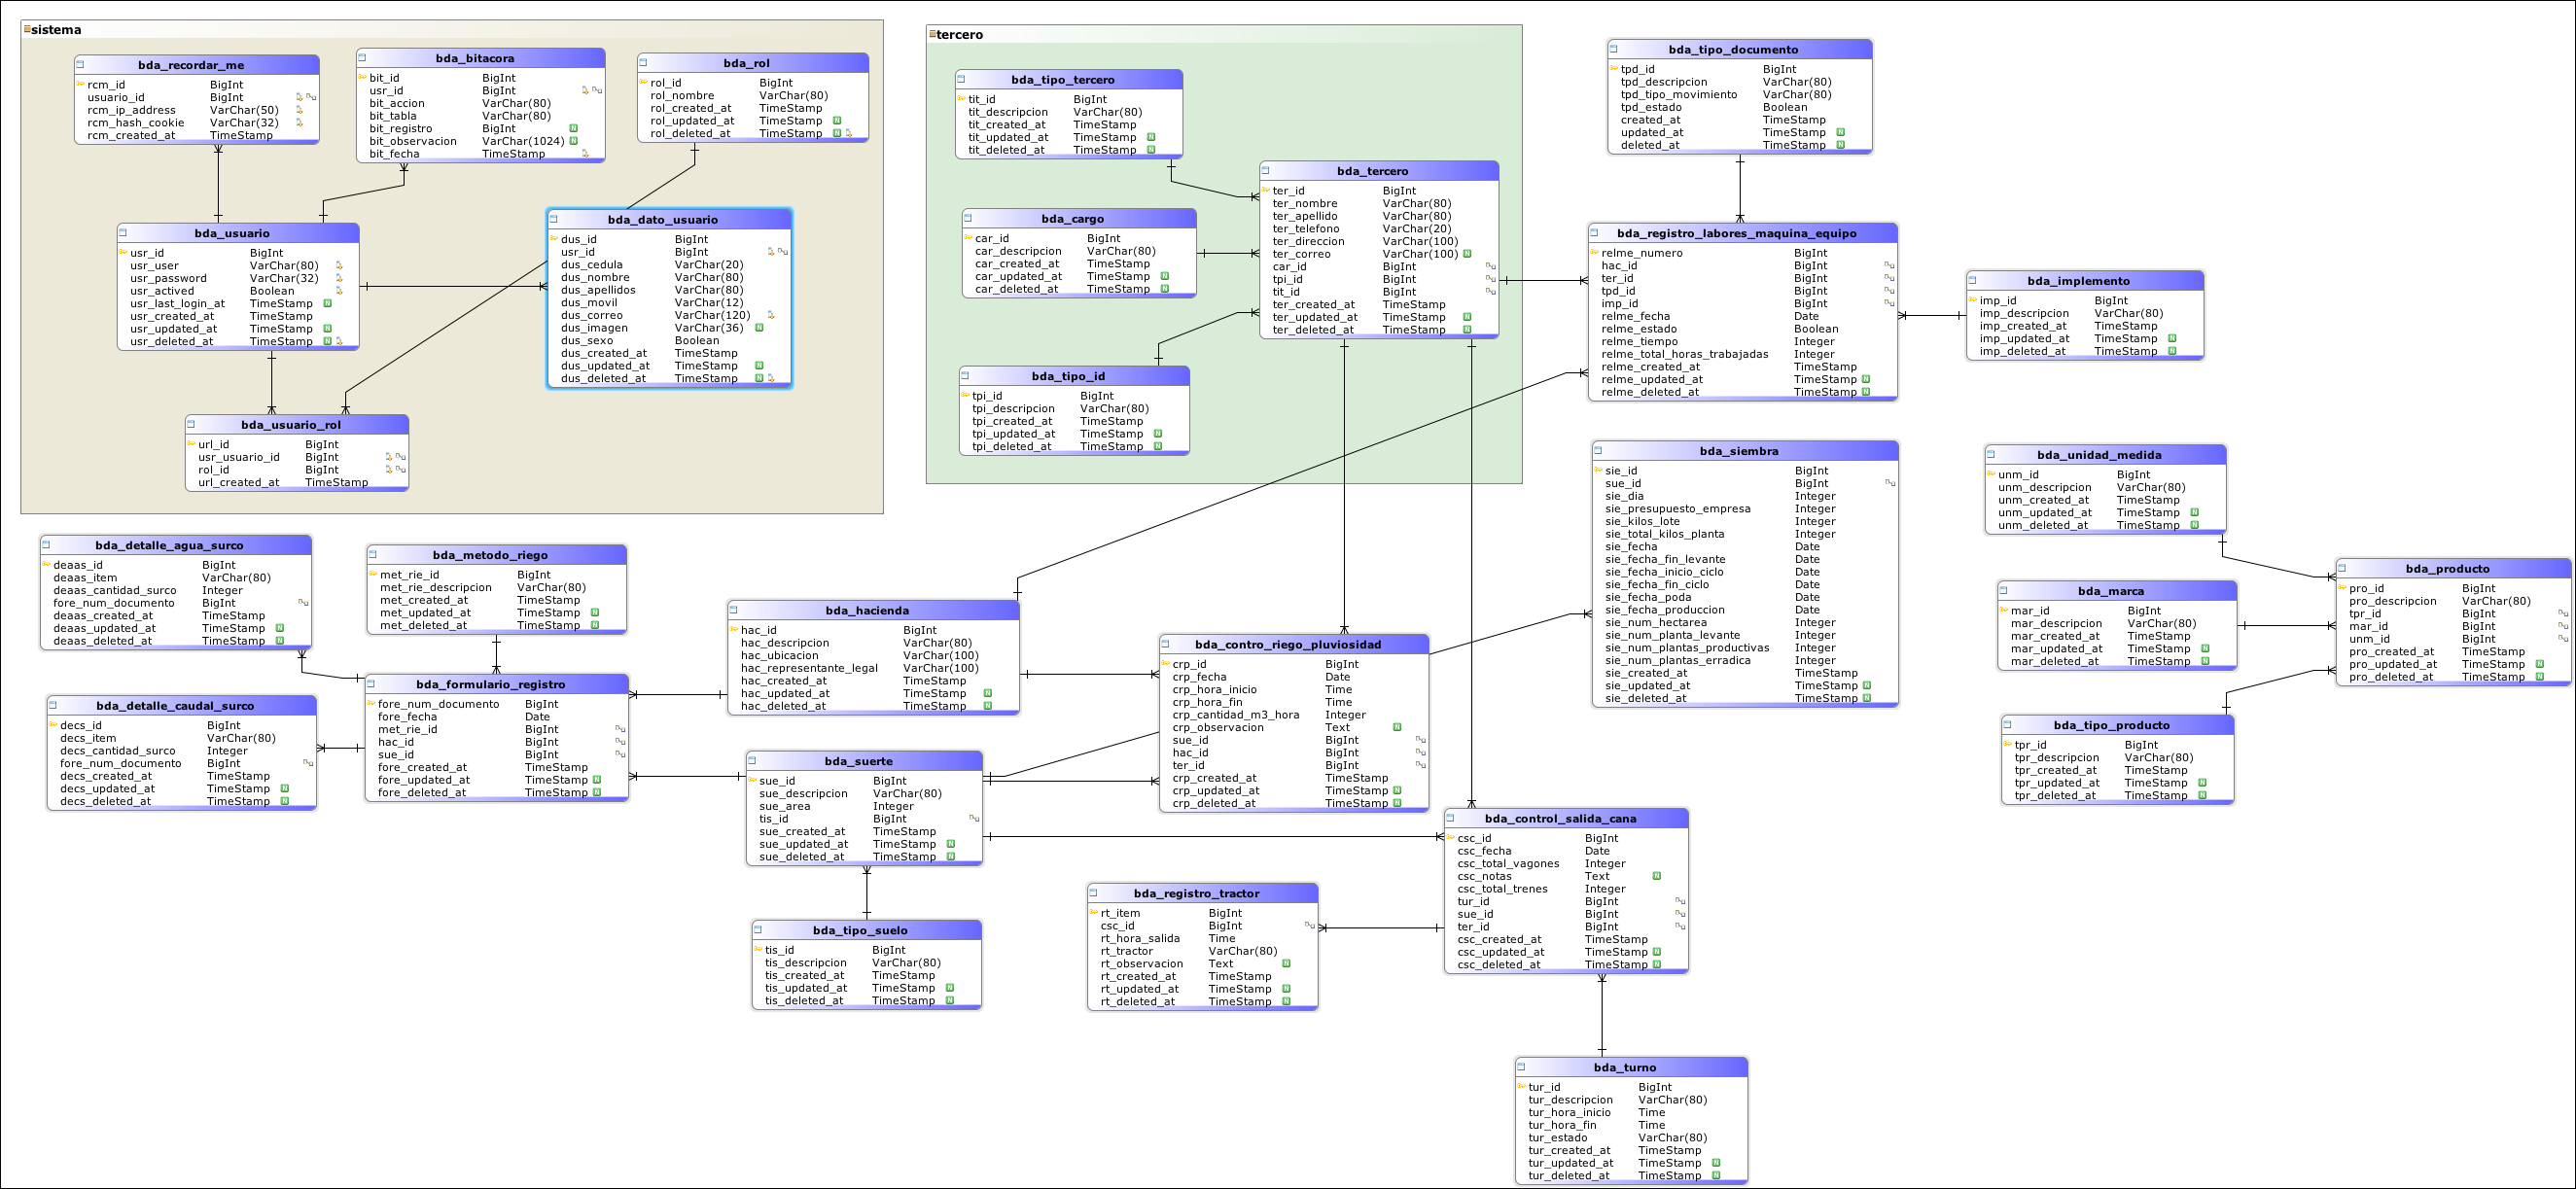 sistema
bda_recordar_me
rcm_id BigInt
usuario_id BigInt
rcm_ip_address VarChar(50)
rcm_hash_cookie VarChar(32)
rcm_created_at TimeStamp
bda_bitacora
bit_id BigInt
usr_id BigInt
bit_accion VarChar(80)
bit_tabla VarChar(80)
bit_registro BigInt N
bit_observacion VarChar(1024) N
bit_fecha TimeStamp
bda_rol
rol_id BigInt
rol_nombre VarChar(80)
rol_created_at TimeStamp
rol_updated_at TimeStamp N
rol_deleted_at TimeStamp N
bda_usuario
usr_id BigInt
usr_user VarChar(80)
usr_password VarChar(32)
usr_actived Boolean
usr_last_login_at TimeStamp N
usr_created_at TimeStamp
usr_updated_at TimeStamp N
usr_deleted_at TimeStamp N
bda_dato_usuario
dus_id BigInt
usr_id BigInt
dus_cedula VarChar(20)
dus_nombre VarChar(80)
dus_apellidos VarChar(80)
dus_movil VarChar(12)
dus_correo VarChar(120)
dus_imagen VarChar(36) N
dus_sexo Boolean
dus_created_at TimeStamp
dus_updated_at TimeStamp N
dus_deleted_at TimeStamp N
bda_usuario_rol
url_id BigInt
usr_usuario_id BigInt
rol_id BigInt
url_created_at TimeStamp
tercero
bda_tipo_tercero
tit_id BigInt
tit_descripcion VarChar(80)
tit_created_at TimeStamp
tit_updated_at TimeStamp N
tit_deleted_at TimeStamp N
bda_cargo
car_id BigInt
car_descripcion VarChar(80)
car_created_at TimeStamp
car_updated_at TimeStamp N
car_deleted_at TimeStamp N
bda_tipo_id
tpi_id BigInt
tpi_descripcion VarChar(80)
tpi_created_at TimeStamp
tpi_updated_at TimeStamp N
tpi_deleted_at TimeStamp N
bda_tercero
ter_id BigInt
ter_nombre VarChar(80)
ter_apellido VarChar(80)
ter_telefono VarChar(20)
ter_direccion VarChar(100)
ter_correo VarChar(100) N
car_id BigInt
tpi_id BigInt
tit_id BigInt
ter_created_at TimeStamp
ter_updated_at TimeStamp N
ter_deleted_at TimeStamp N
bda_tipo_documento
tpd_id BigInt
tpd_descripcion VarChar(80)
tpd_tipo_movimiento VarChar(80)
tpd_estado Boolean
created_at TimeStamp
updated_at TimeStamp N
deleted_at TimeStamp N
bda_registro_labores_maquina_equipo
relme_numero BigInt
hac_id BigInt
ter_id BigInt
tpd_id BigInt
imp_id BigInt
relme_fecha Date
relme_estado Boolean
relme_tiempo Integer
relme_total_horas_trabajadas Integer
relme_created_at TimeStamp
relme_updated_at TimeStamp N
relme_deleted_at TimeStamp N
bda_implemento
imp_id BigInt
imp_descripcion VarChar(80)
imp_created_at TimeStamp
imp_updated_at TimeStamp N
imp_deleted_at TimeStamp N
bda_siembra
sie_id BigInt
sue_id BigInt
sie_dia Integer
sie_presupuesto_empresa Integer
sie_kilos_lote Integer
sie_total_kilos_planta Integer
sie_fecha Date
sie_fecha_fin_levante Date
sie_fecha_inicio_ciclo Date
sie_fecha_fin_ciclo Date
sie_fecha_poda Date
sie_fecha_produccion Date
sie_num_hectarea Integer
sie_num_planta_levante Integer
sie_num_plantas_productivas Integer
sie_num_plantas_erradica Integer
sie_created_at TimeStamp
sie_updated_at TimeStamp N
sie_deleted_at TimeStamp N
bda_unidad_medida
unm_id BigInt
unm_descripcion VarChar(80)
unm_created_at TimeStamp
unm_updated_at TimeStamp N
unm_deleted_at TimeStamp N
bda_marca
mar_id BigInt
mar_descripcion VarChar(80)
mar_created_at TimeStamp
mar_updated_at TimeStamp N
mar_deleted_at TimeStamp N
bda_producto
pro_id BigInt
pro_descripcion VarChar(80)
tpr_id BigInt
mar_id BigInt
unm_id BigInt
pro_created_at TimeStamp
pro_updated_at TimeStamp N
pro_deleted_at TimeStamp N
bda_tipo_producto
tpr_id BigInt
tpr_descripcion VarChar(80)
tpr_created_at TimeStamp
tpr_updated_at TimeStamp N
tpr_deleted_at TimeStamp N
bda_detalle_agua_surco
deaas_id BigInt
deaas_item VarChar(80)
deaas_cantidad_surco Integer
fore_num_documento BigInt
deaas_created_at TimeStamp
deaas_updated_at TimeStamp N
deaas_deleted_at TimeStamp N
bda_metodo_riego
met_rie_id BigInt
met_rie_descripcion VarChar(80)
met_created_at TimeStamp
met_updated_at TimeStamp N
met_deleted_at TimeStamp N
bda_detalle_caudal_surco
decs_id BigInt
decs_item VarChar(80)
decs_cantidad_surco Integer
fore_num_documento BigInt
decs_created_at TimeStamp
decs_updated_at TimeStamp N
decs_deleted_at TimeStamp N
bda_formulario_registro
fore_num_documento BigInt
fore_fecha Date
met_rie_id BigInt
hac_id BigInt
sue_id BigInt
fore_created_at TimeStamp
fore_updated_at TimeStamp N
fore_deleted_at TimeStamp N
bda_hacienda
hac_id BigInt
hac_descripcion VarChar(80)
hac_ubicacion VarChar(100)
hac_representante_legal VarChar(100)
hac_created_at TimeStamp
hac_updated_at TimeStamp N
hac_deleted_at TimeStamp N
bda_contro_riego_pluviosidad
crp_id BigInt
crp_fecha Date
crp_hora_inicio Time
crp_hora_fin Time
crp_cantidad_m3_hora Integer
crp_observacion Text N
sue_id BigInt
hac_id BigInt
ter_id BigInt
crp_created_at TimeStamp
crp_updated_at TimeStamp N
crp_deleted_at TimeStamp N
bda_suerte
sue_id BigInt
sue_descripcion VarChar(80)
sue_area Integer
tis_id BigInt
sue_created_at TimeStamp
sue_updated_at TimeStamp N
sue_deleted_at TimeStamp N
bda_tipo_suelo
tis_id BigInt
tis_descripcion VarChar(80)
tis_created_at TimeStamp
tis_updated_at TimeStamp N
tis_deleted_at TimeStamp N
bda_registro_tractor
rt_item BigInt
csc_id BigInt
rt_hora_salida Time
rt_tractor VarChar(80)
rt_observacion Text N
rt_created_at TimeStamp
rt_updated_at TimeStamp N
rt_deleted_at TimeStamp N
bda_control_salida_cana
csc_id BigInt
csc_fecha Date
csc_total_vagones Integer
csc_notas Text N
csc_total_trenes Integer
tur_id BigInt
sue_id BigInt
ter_id BigInt
csc_created_at TimeStamp
csc_updated_at TimeStamp N
csc_deleted_at TimeStamp N
bda_turno
tur_id BigInt
tur_descripcion VarChar(80)
tur_hora_inicio Time
tur_hora_fin Time
tur_estado VarChar(80)
tur_created_at TimeStamp
tur_updated_at TimeStamp N
tur_deleted_at TimeStamp N